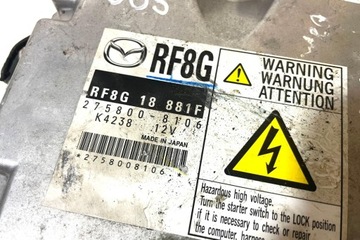 RF8G
RF8G 18 881F
275800-8106
K4238 12V
MADE IN JAPAN
*2758008106*
WARNING
WARNUNG
ATTENTION
Hazardous high voltage.
Turn the starter switch to the LOCK
if it is necessary to check or repair
the computer, harness